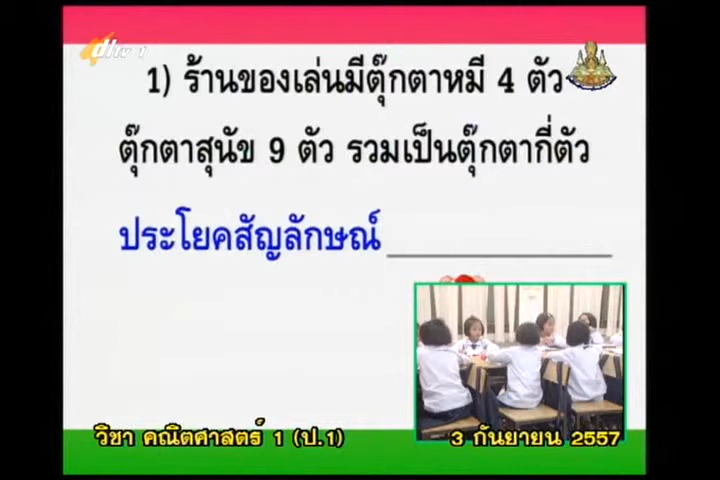 dltv 1
1) ร้านของเล่นมีตุ๊กตาหมี 4 ตัว
ตุ๊กตาสุนัข 9 ตัว รวมเป็นตุ๊กตากี่ตัว
ประโยคสัญลักษณ์
วิชา คณิตศาสตร์ 1 (ป.1)
3 กันยายน 2557